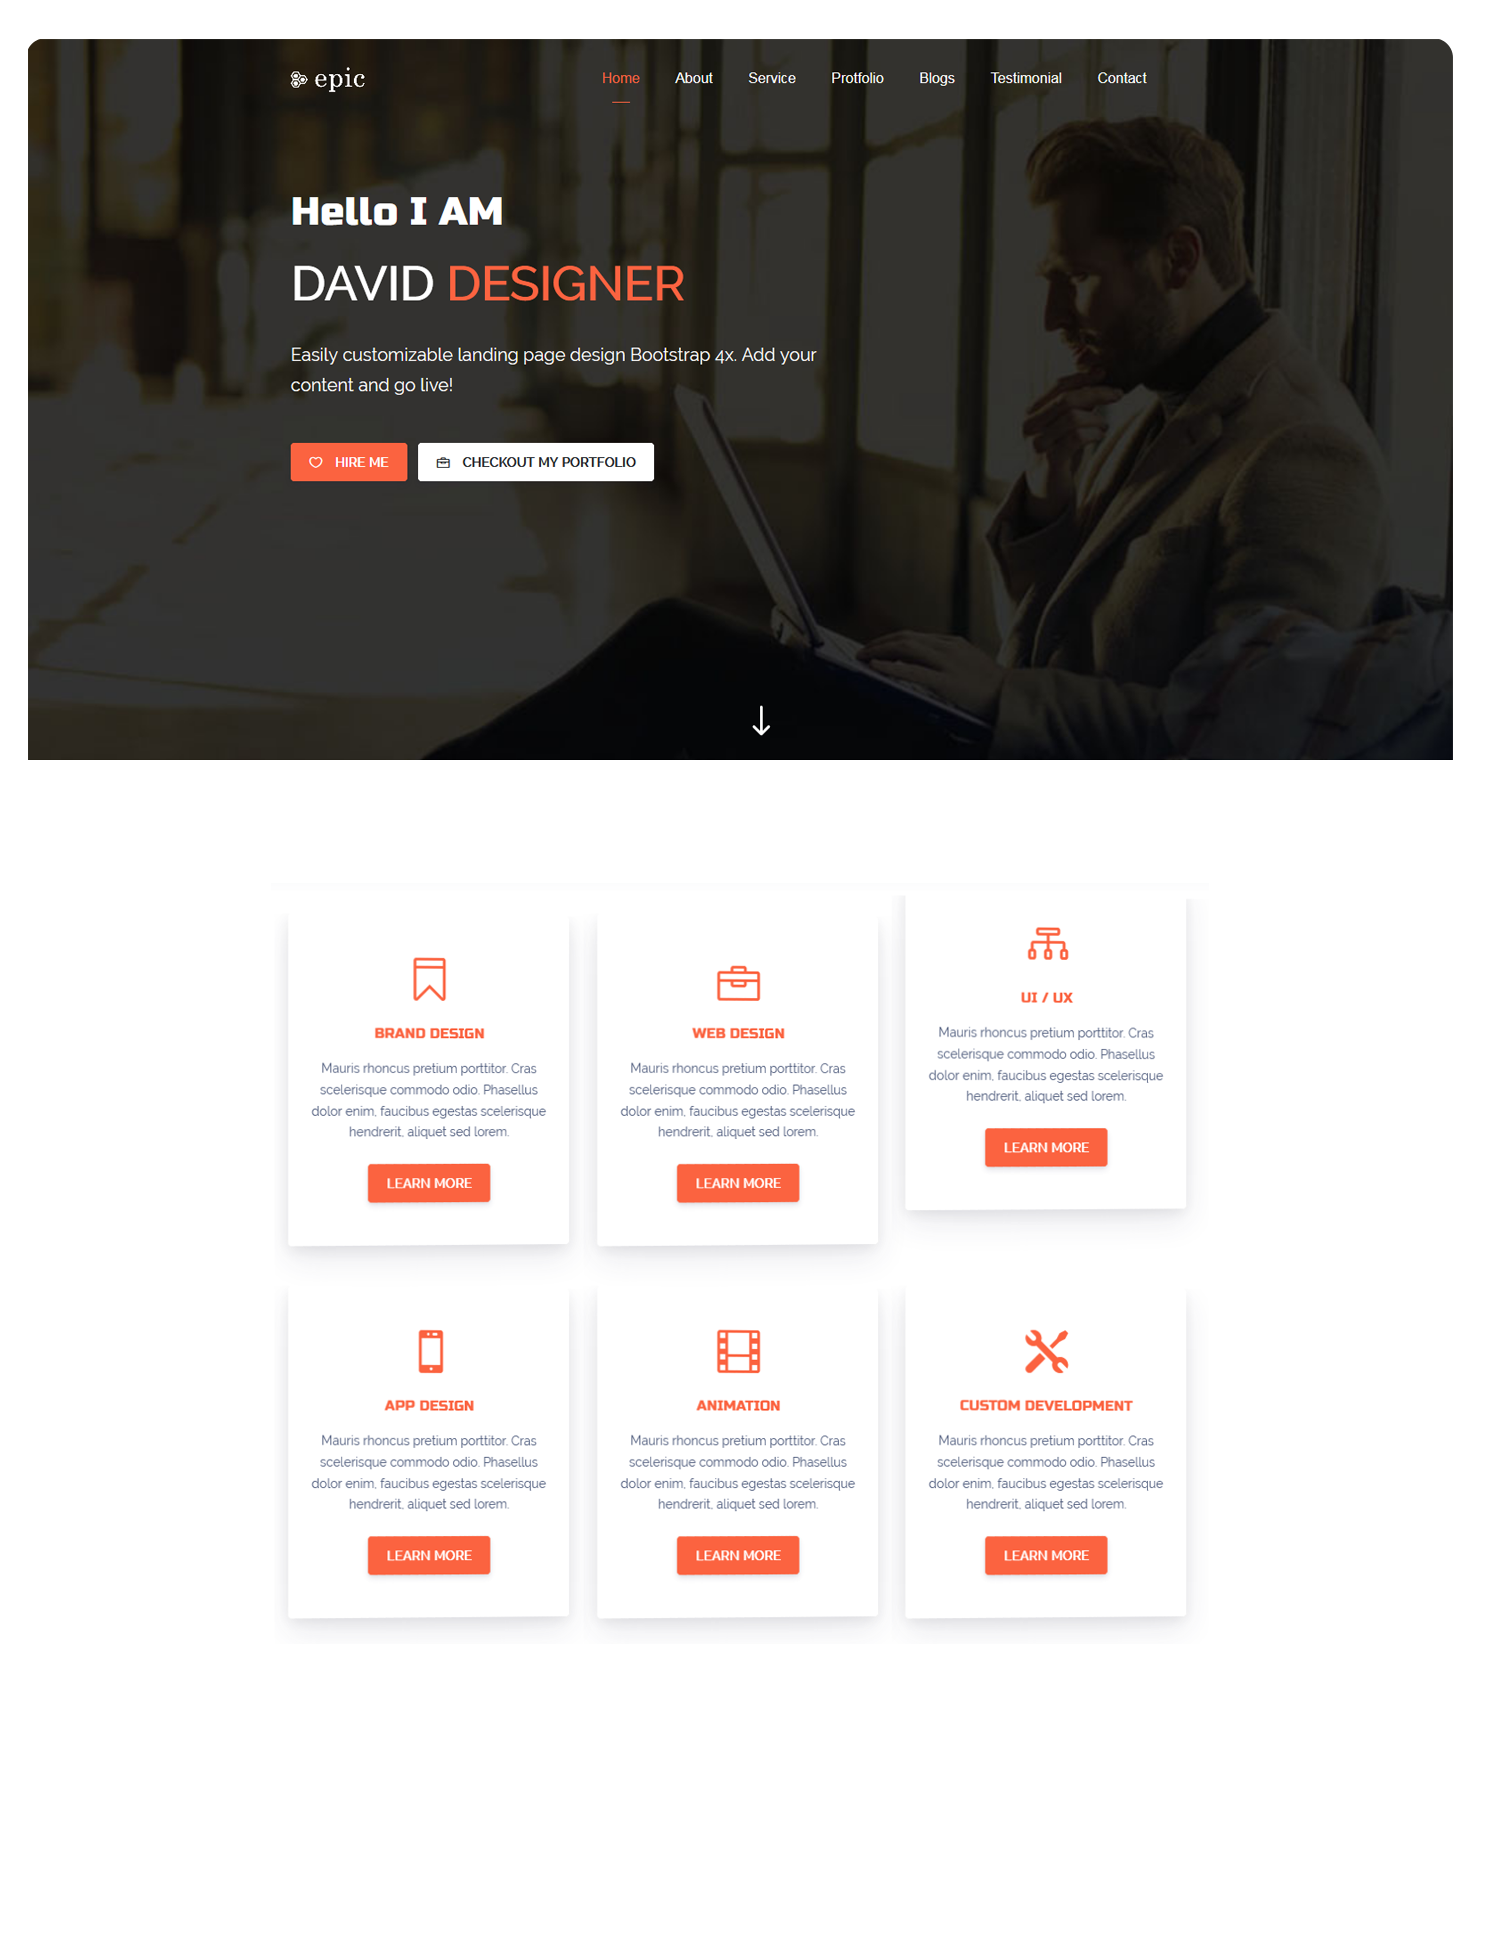 epic
Home About Service Protfolio Blogs Testimonial Contact
Hello I AM
DAVID DESIGNER
Easily customizable landing page design Bootstrap 4x. Add your
content and go live!
HIRE ME
CHECKOUT MY PORTFOLIO
BRAND DESIGN
Mauris rhoncus pretium porttitor. Cras
scelerisque commodo odio. Phasellus
dolor enim, faucibus egestas scelerisque
hendrerit, aliquet sed lorem.
LEARN MORE
WEB DESIGN
Mauris rhoncus pretium porttitor. Cras
scelerisque commodo odio. Phasellus
dolor enim, faucibus egestas scelerisque
hendrerit, aliquet sed lorem.
LEARN MORE
UI / UX
Mauris rhoncus pretium porttitor. Cras
scelerisque commodo odio. Phasellus
dolor enim, faucibus egestas scelerisque
hendrerit, aliquet sed lorem.
LEARN MORE
APP DESIGN
Mauris rhoncus pretium porttitor. Cras
scelerisque commodo odio. Phasellus
dolor enim, faucibus egestas scelerisque
hendrerit, aliquet sed lorem.
LEARN MORE
ANIMATION
Mauris rhoncus pretium porttitor. Cras
scelerisque commodo odio. Phasellus
dolor enim, faucibus egestas scelerisque
hendrerit, aliquet sed lorem.
LEARN MORE
CUSTOM DEVELOPMENT
Mauris rhoncus pretium porttitor. Cras
scelerisque commodo odio. Phasellus
dolor enim, faucibus egestas scelerisque
hendrerit, aliquet sed lorem.
LEARN MORE